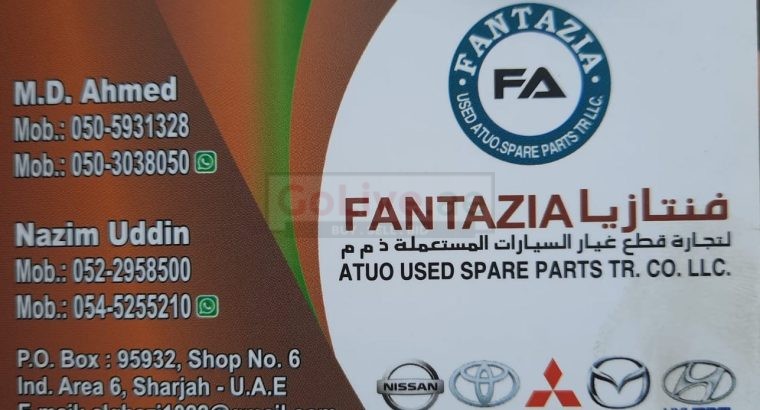 M.D. Ahmed
Mob.: 050-5931328
Mob.: 050-3038050
Nazim Uddin
Mob.: 052-2958500
Mob.: 054-5255210
P.O. Box : 95932, Shop No. 6
Ind. Area 6, Sharjah - U.A.E
FANTAZIA
FA
USED ATUO.SPARE PARTS TR LLC.
FANTAZIA فنتازيا
لتجارة قطع غيار السيارات المستعملة ذ م م
ATUO USED SPARE PARTS TR. CO. LLC.
NISSAN